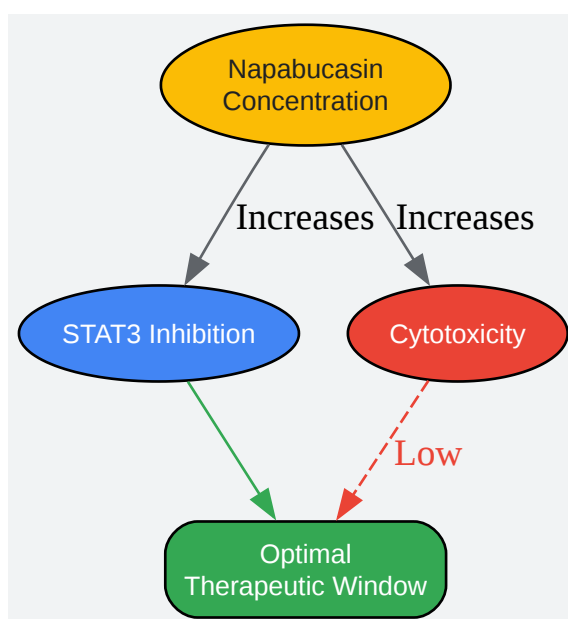 Napabucasin
Concentration
Increases
Increases
STAT3 Inhibition
Cytotoxicity
Low
Optimal
Therapeutic Window